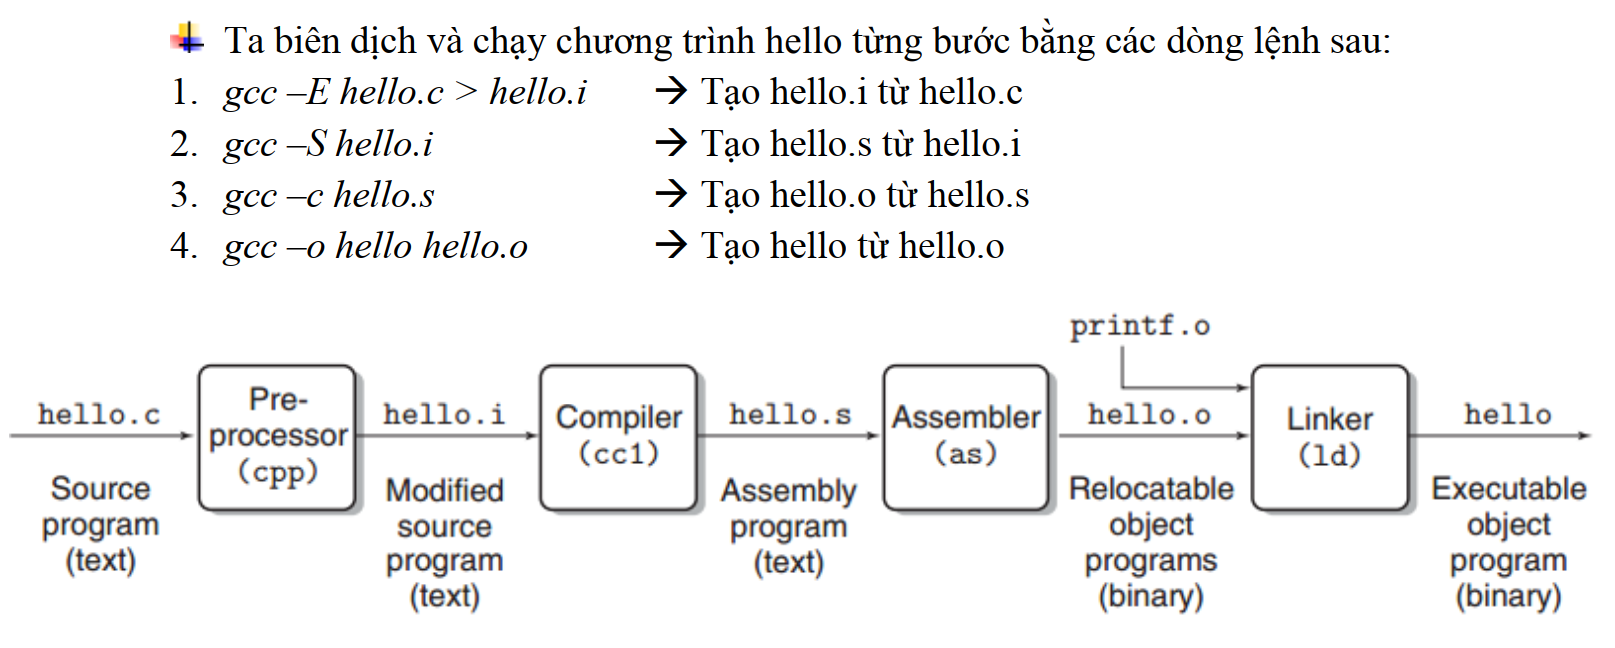 Ta biên dịch và chạy chương trình hello từng bước bằng các dòng lệnh sau:
1. gcc –E hello.c > hello.i → Tạo hello.i từ hello.c
2. gcc –S hello.i → Tạo hello.s từ hello.i
3. gcc –c hello.s → Tạo hello.o từ hello.s
4. gcc –o hello hello.o → Tạo hello từ hello.o
printf.o
hello.c
Source
program
(text)
Pre-
processor
(cpp)
hello.i
Modified
source
program
(text)
Compiler
(cc1)
hello.s
Assembly
program
(text)
Assembler
(as)
hello.o
Relocatable
object
programs
(binary)
Linker
(ld)
hello
Executable
object
program
(binary)